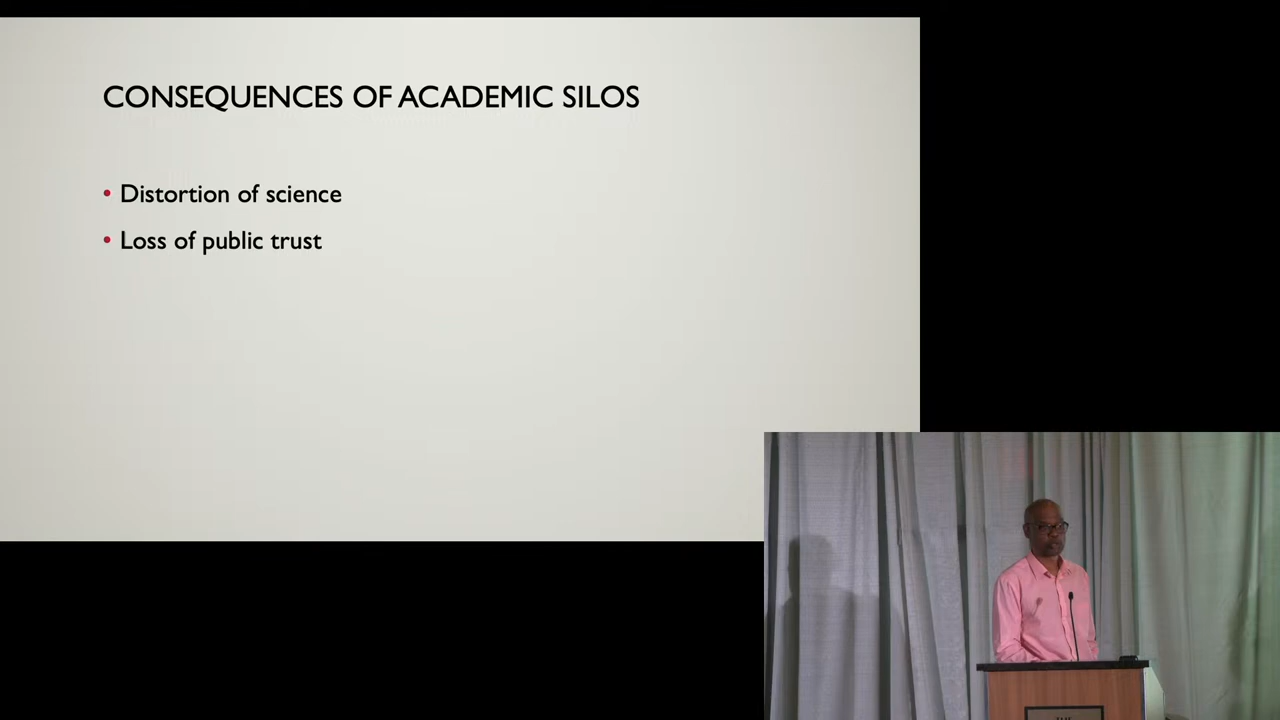 CONSEQUENCES OF ACADEMIC SILOS
• Distortion of science
• Loss of public trust